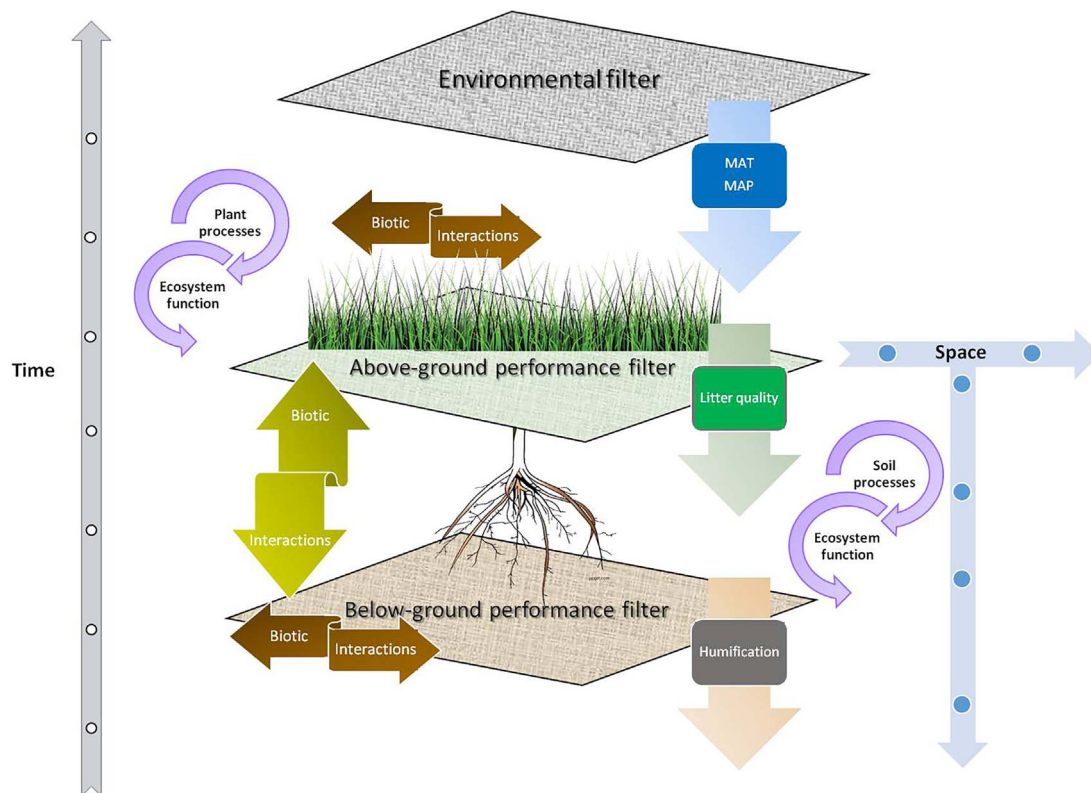 Environmental filter
MAT
MAP
Plant
processes
Biotic
Interactions
Ecosystem
function
Time
Above-ground performance filter
Space
Litter quality
Biotic
Interactions
Soil
processes
Ecosystem
function
Below-ground performance filter
Biotic
Interactions
Humification